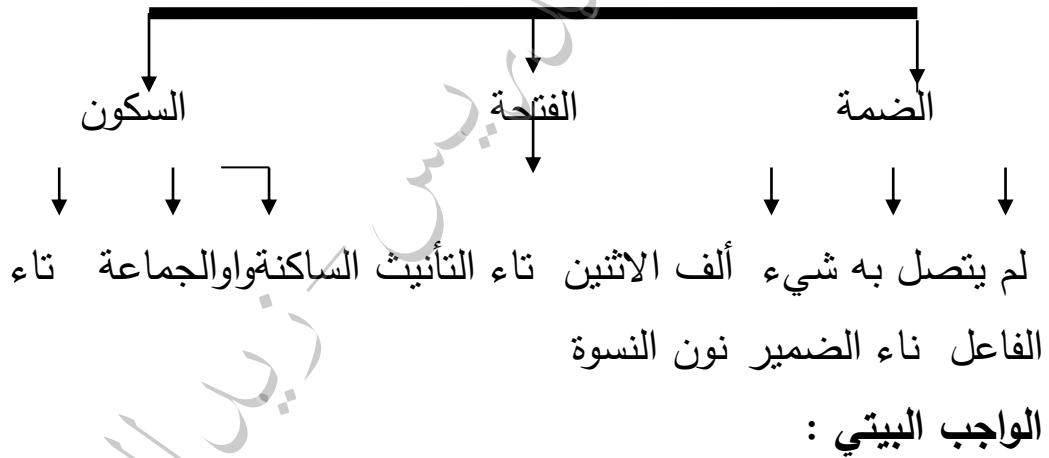 الضمة الفتحة السكون
لم يتصل به شيء ألف الاثنين تاء التأنيث الساكنةواوالجماعة تاء
الفاعل ناء الضمير نون النسوة
الواجب البيتي :